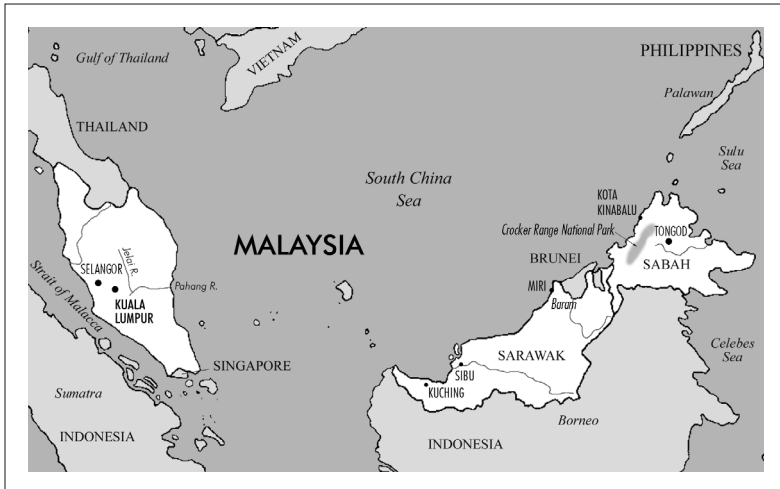 Gulf of Thailand
VIETNAM
PHILIPPINES
Palawan
THAILAND
Sulu
Sea
South China
Sea
KOTA
KINABALU
Crocker Range National Park
TONGOD
MALAYSIA
BRUNEI
SABAH
Jelai R.
SELANGOR
KUALA
LUMPUR
Pahang R.
Strait of Malacca
MIRI
Baram
Celebes
Sea
SINGAPORE
SARAWAK
SIBU
KUCHING
Sumatra
INDONESIA
Borneo
INDONESIA